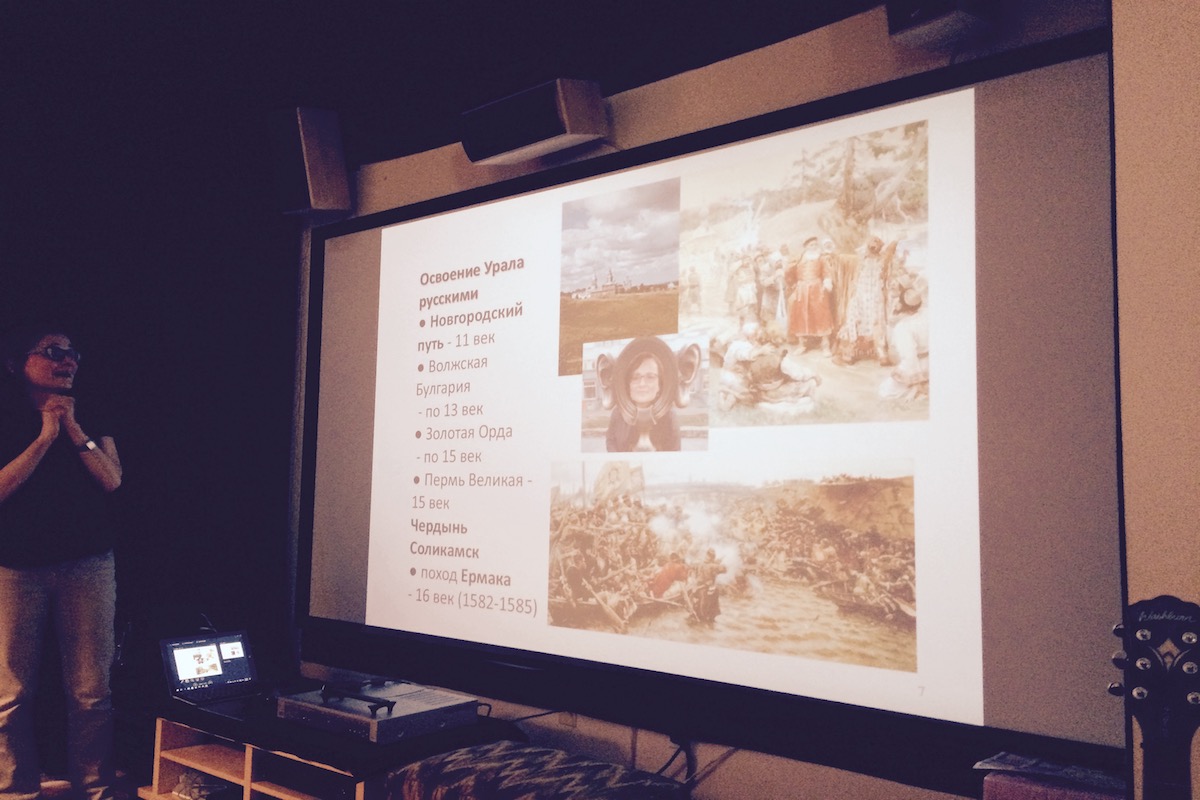 Освоение Урала
русскими
● Новгородский
путь - 11 век
● Волжская
Булгария
- по 13 век
● Золотая Орда
- по 15 век
● Пермь Великая -
15 век
Чердынь
Соликамск
● поход Ермака
- 16 век (1582-1585)
7
Washburn